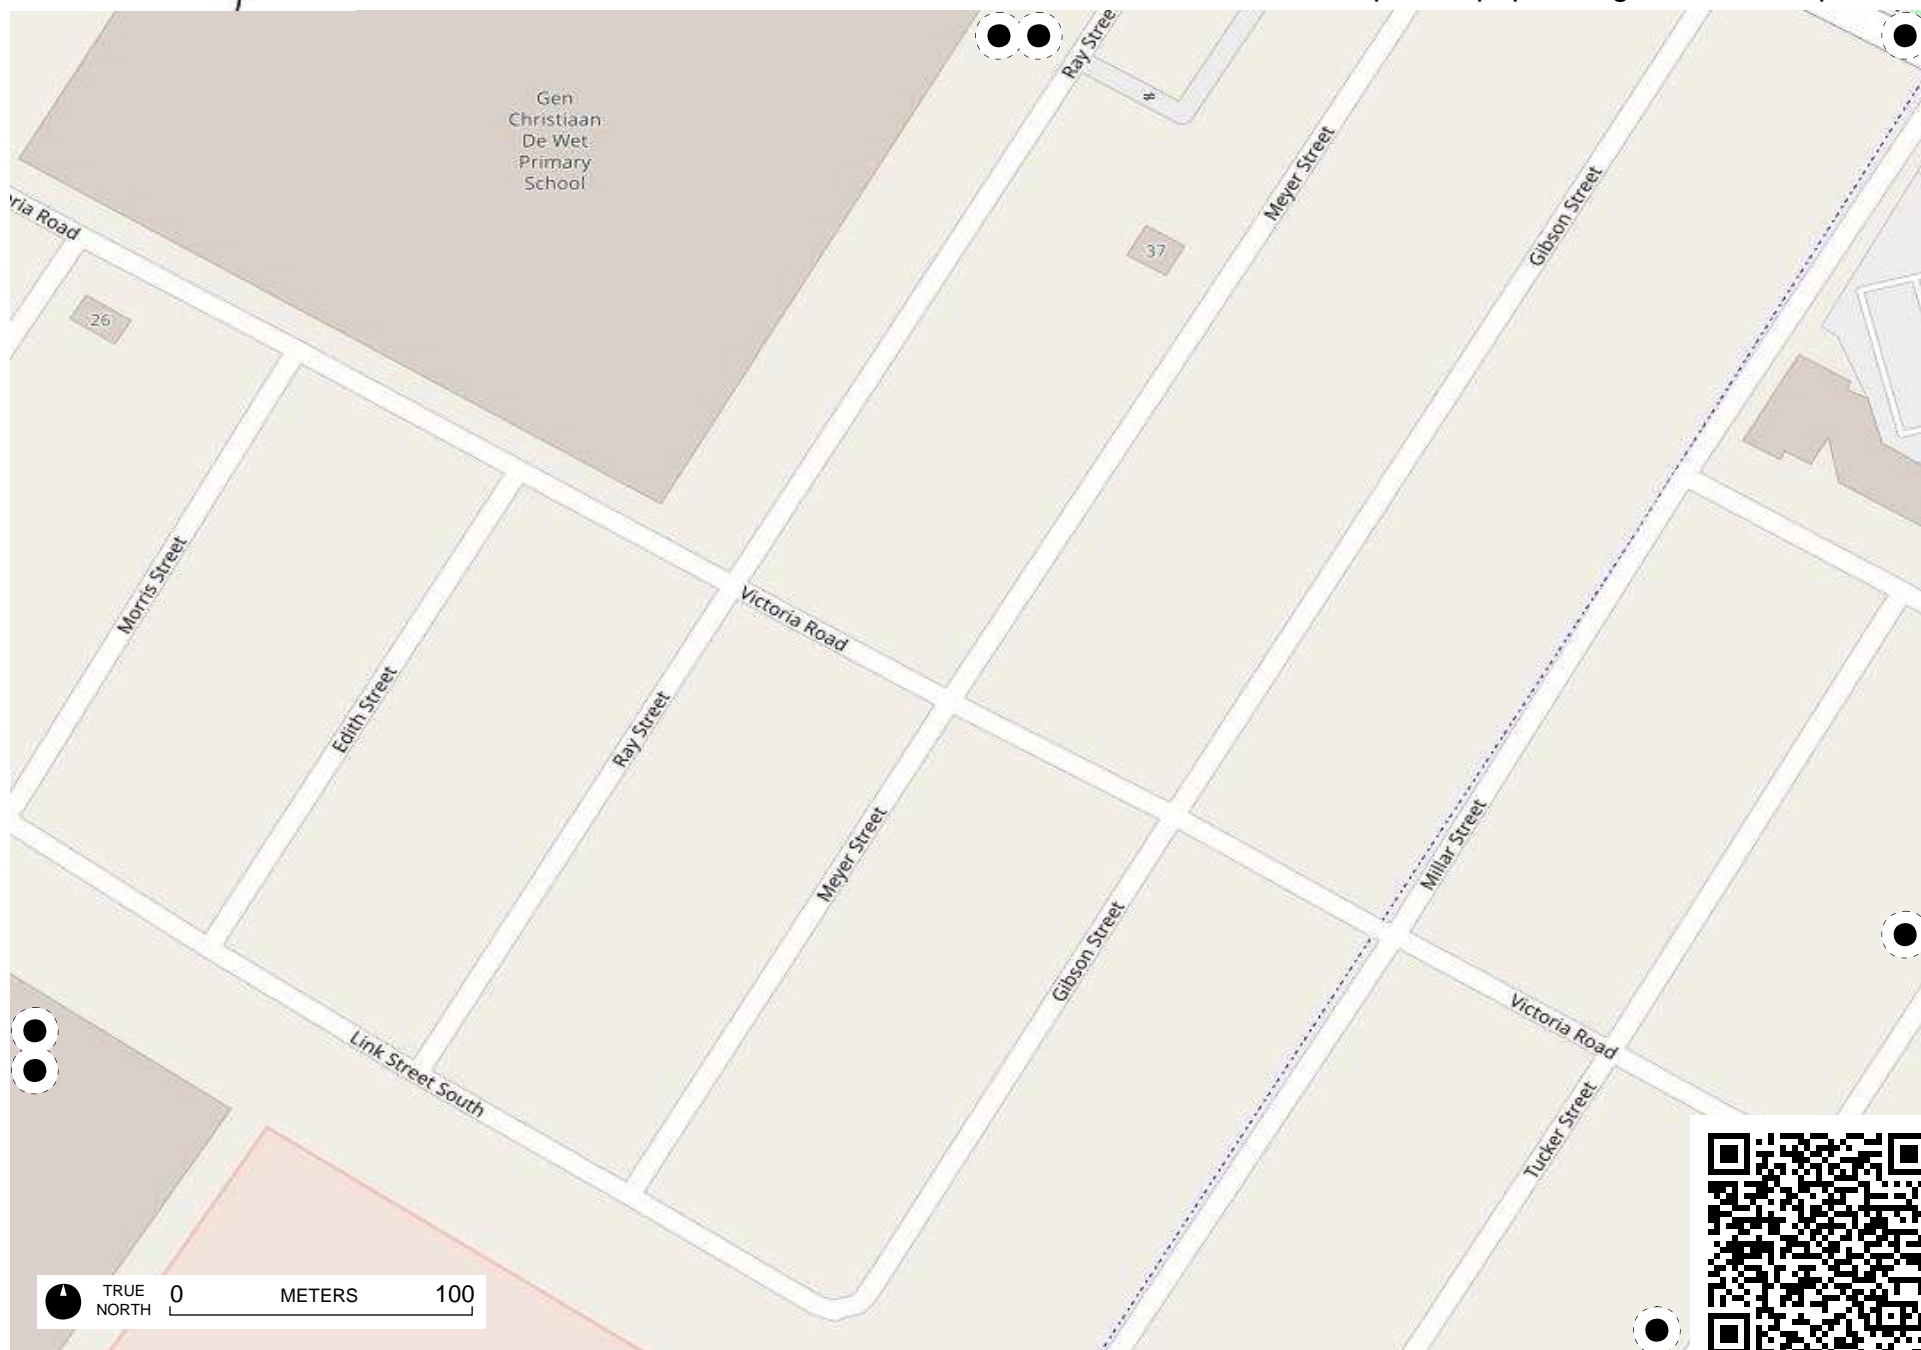 Ray Stree
Gen
Christiaan
De Wet
Primary
School
Meyer Street
Gibson Street
ria Road
37
26
Morris Street
Victoria Road
Edith Street
Ray Street
Meyer Street
Millar Street
Gibson Street
Victoria Road
Link Street South
Tucker Street
TRUE
NORTH
0 METERS 100